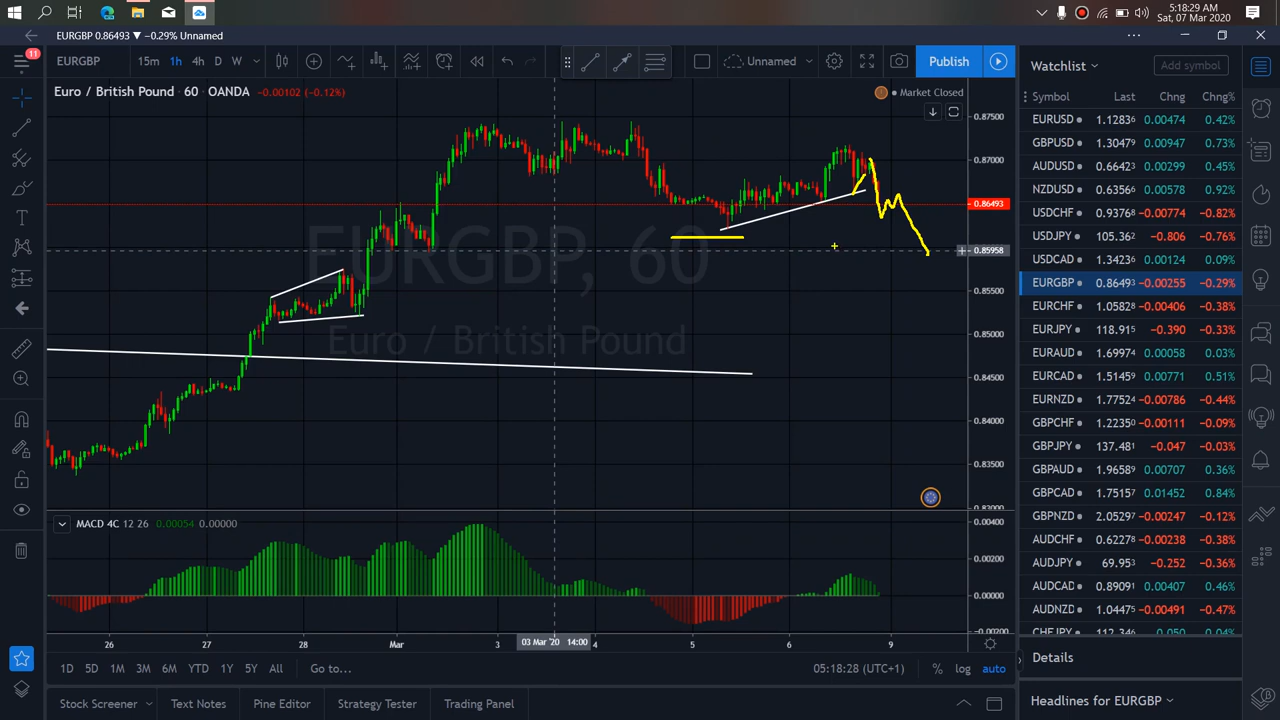 5:18:29 AM
Sat, 07 Mar 2020
EURGBP 0.86493 ▼ −0.29% Unnamed
11
EURGBP
15m 1h 4h D W
Unnamed
Publish
Euro / British Pound · 60 · OANDA −0.00102 (−0.12%)
Market Closed
EURGBP, 60
Euro / British Pound
0.87500
0.87000
0.86493
0.85958
0.85500
0.85000
0.84500
0.84000
0.83500
0.83000
MACD 4C 12 26 0.00054 0.00000
0.00400
0.00200
0.00000
−0.00200
26 27 28 Mar 3 03 Mar '20 14:00 4 5 6 9
1D 5D 1M 3M 6M YTD 1Y 5Y All Go to...
05:18:28 (UTC+1) % log auto
Stock Screener Text Notes Pine Editor Strategy Tester Trading Panel
Watchlist
Add symbol
Symbol Last Chng Chng%
EURUSD 1.12836 0.00474 0.42%
GBPUSD 1.30479 0.00947 0.73%
AUDUSD 0.66423 0.00299 0.45%
NZDUSD 0.63566 0.00578 0.92%
USDCHF 0.93768 −0.00774 −0.82%
USDJPY 105.362 −0.806 −0.76%
USDCAD 1.34236 0.00124 0.09%
EURGBP 0.86493 −0.00255 −0.29%
EURCHF 1.05828 −0.00406 −0.38%
EURJPY 118.915 −0.390 −0.33%
EURAUD 1.69974 0.00058 0.03%
EURCAD 1.51459 0.00771 0.51%
EURNZD 1.77524 −0.00786 −0.44%
GBPCHF 1.22350 −0.00111 −0.09%
GBPJPY 137.481 −0.047 −0.03%
GBPAUD 1.96589 0.00707 0.36%
GBPCAD 1.75157 0.01452 0.84%
GBPNZD 2.05297 −0.00247 −0.12%
AUDCHF 0.62278 −0.00238 −0.38%
AUDJPY 69.953 −0.252 −0.36%
AUDCAD 0.89091 0.00407 0.46%
AUDNZD 1.04475 −0.00491 −0.47%
CHFJPY 112.346 0.050 0.04%
Details
Headlines for EURGBP